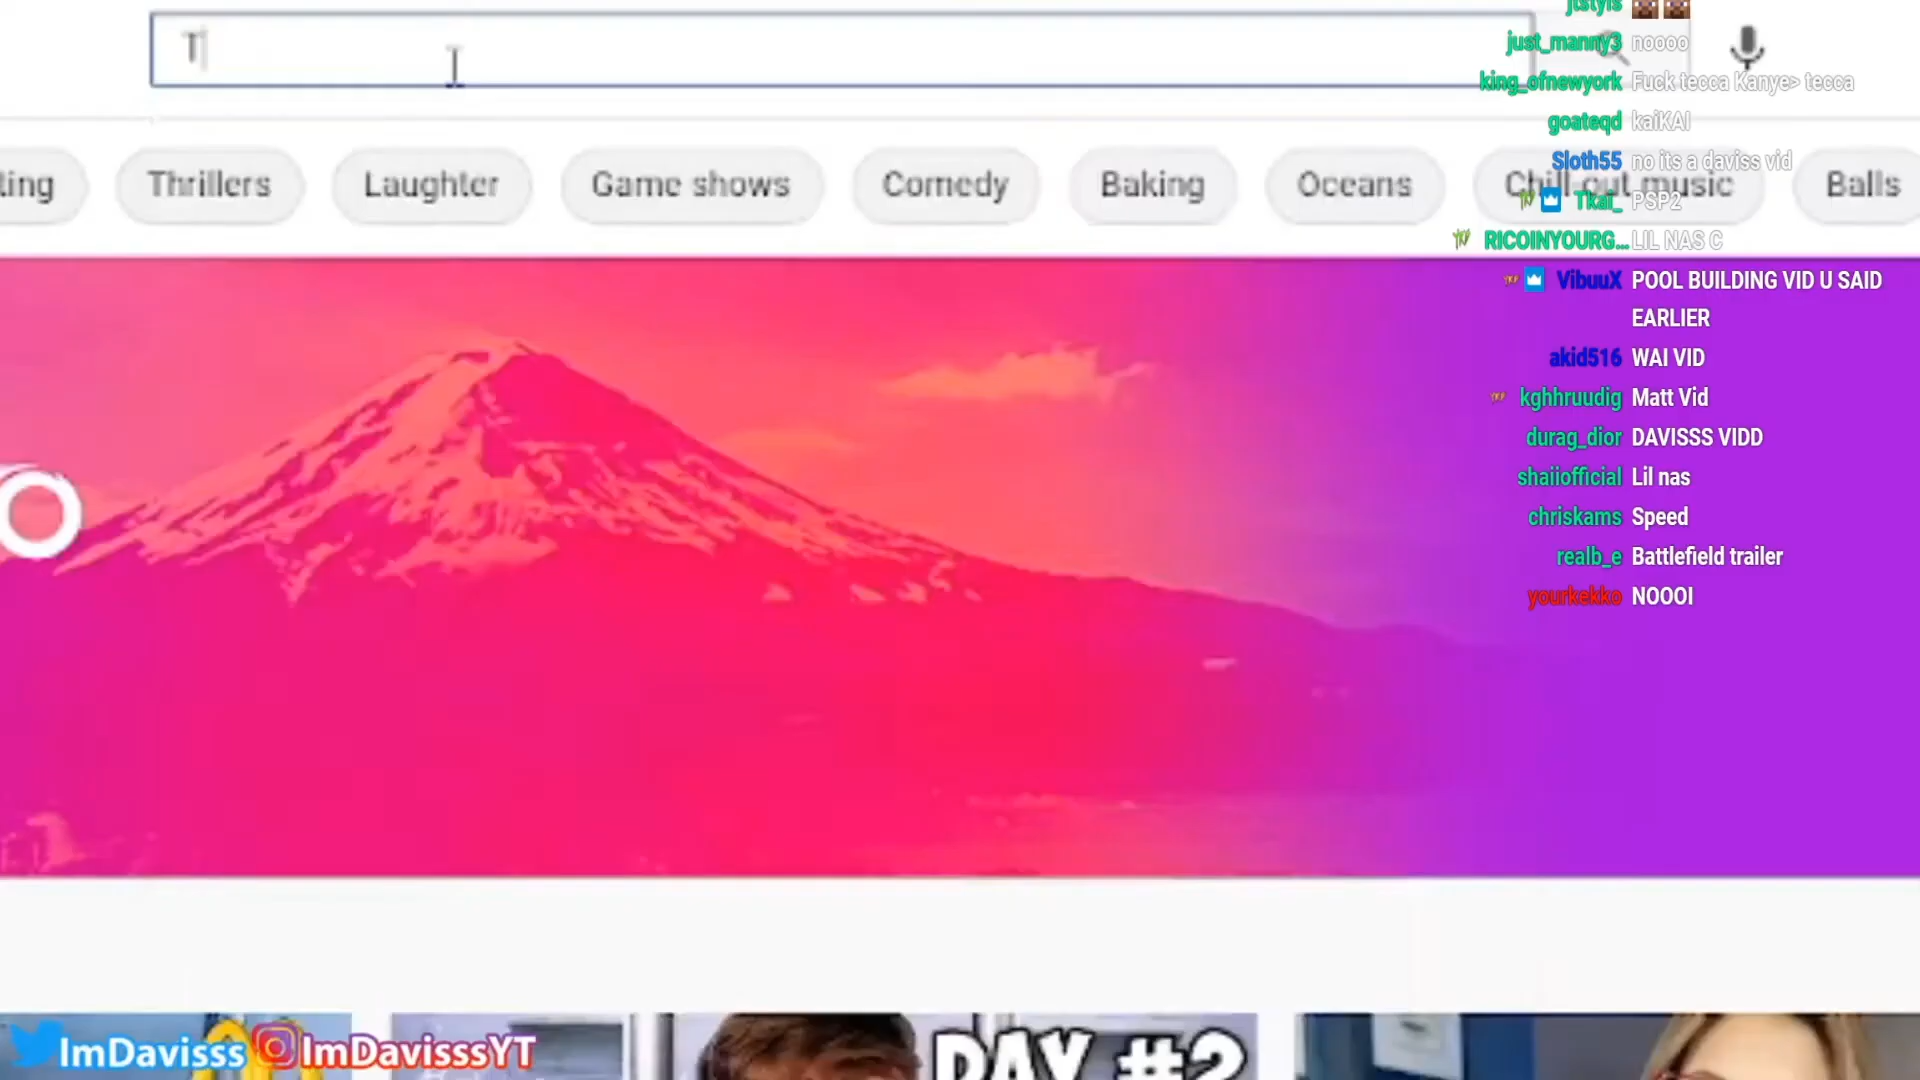 T
jtstyls
just_manny3 noooo
king_ofnewyork Fuck tecca Kanye> tecca
goateqd kaiKAI
Sloth55 no its a daviss vid
Tkaf_ PSP2
RICOINYOURG... LIL NAS C
ting Thrillers Laughter Game shows Comedy Baking Oceans Chill out music Balls
VibuuX POOL BUILDING VID U SAID
EARLIER
akid516 WAI VID
kghhruudig Matt Vid
durag_dior DAVISSS VIDD
shaiiofficial Lil nas
chriskams Speed
realb_e Battlefield trailer
yourkekko NOOOI
ImDavisss ImDavisssYT
DAY #2